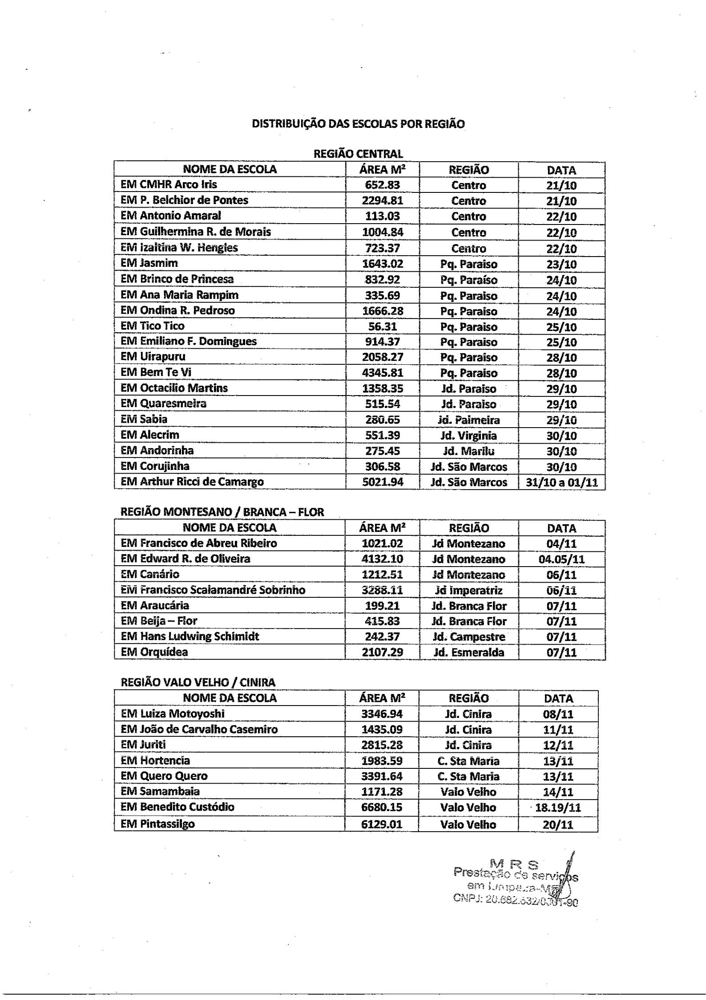 DISTRIBUIÇÃO DAS ESCOLAS POR REGIÃO
REGIÃO CENTRAL
NOME DA ESCOLA ÁREA M² REGIÃO DATA
EM CMHR Arco Iris 652.83 Centro 21/10
EM P. Belchior de Pontes 2294.81 Centro 21/10
EM Antonio Amaral 113.03 Centro 22/10
EM Guilhermina R. de Morais 1004.84 Centro 22/10
EM Izaltina W. Hengles 723.37 Centro 22/10
EM Jasmim 1643.02 Pq. Paraiso 23/10
EM Brinco de Princesa 832.92 Pq. Paraíso 24/10
EM Ana Maria Rampim 335.69 Pq. Paraiso 24/10
EM Ondina R. Pedroso 1666.28 Pq. Paraiso 24/10
EM Tico Tico 56.31 Pq. Paraiso 25/10
EM Emiliano F. Domingues 914.37 Pq. Paraiso 25/10
EM Uirapuru 2058.27 Pq. Paraiso 28/10
EM Bem Te Vi 4345.81 Pq. Paraiso 28/10
EM Octacilio Martins 1358.35 Jd. Paraiso 29/10
EM Quaresmeira 515.54 Jd. Paraiso 29/10
EM Sabia 280.65 Jd. Palmeira 29/10
EM Alecrim 551.39 Jd. Virginia 30/10
EM Andorinha 275.45 Jd. Marilu 30/10
EM Corujinha 306.58 Jd. São Marcos 30/10
EM Arthur Ricci de Camargo 5021.94 Jd. São Marcos 31/10 a 01/11
REGIÃO MONTESANO / BRANCA – FLOR
NOME DA ESCOLA ÁREA M² REGIÃO DATA
EM Francisco de Abreu Ribeiro 1021.02 Jd Montezano 04/11
EM Edward R. de Oliveira 4132.10 Jd Montezano 04.05/11
EM Canário 1212.51 Jd Montezano 06/11
EM Francisco Scalamandré Sobrinho 3288.11 Jd Imperatriz 06/11
EM Araucária 199.21 Jd. Branca Flor 07/11
EM Beija – Flor 415.83 Jd. Branca Flor 07/11
EM Hans Ludwing Schimidt 242.37 Jd. Campestre 07/11
EM Orquídea 2107.29 Jd. Esmeralda 07/11
REGIÃO VALO VELHO / CINIRA
NOME DA ESCOLA ÁREA M² REGIÃO DATA
EM Luiza Motoyoshi 3346.94 Jd. Cinira 08/11
EM João de Carvalho Casemiro 1435.09 Jd. Cinira 11/11
EM Juriti 2815.28 Jd. Cinira 12/11
EM Hortencia 1983.59 C. Sta Maria 13/11
EM Quero Quero 3391.64 C. Sta Maria 13/11
EM Samambaia 1171.28 Valo Velho 14/11
EM Benedito Custódio 6680.15 Valo Velho 18.19/11
EM Pintassilgo 6129.01 Valo Velho 20/11
M R S
Prestação de serviços
em Limpeza-ME
CNPJ: